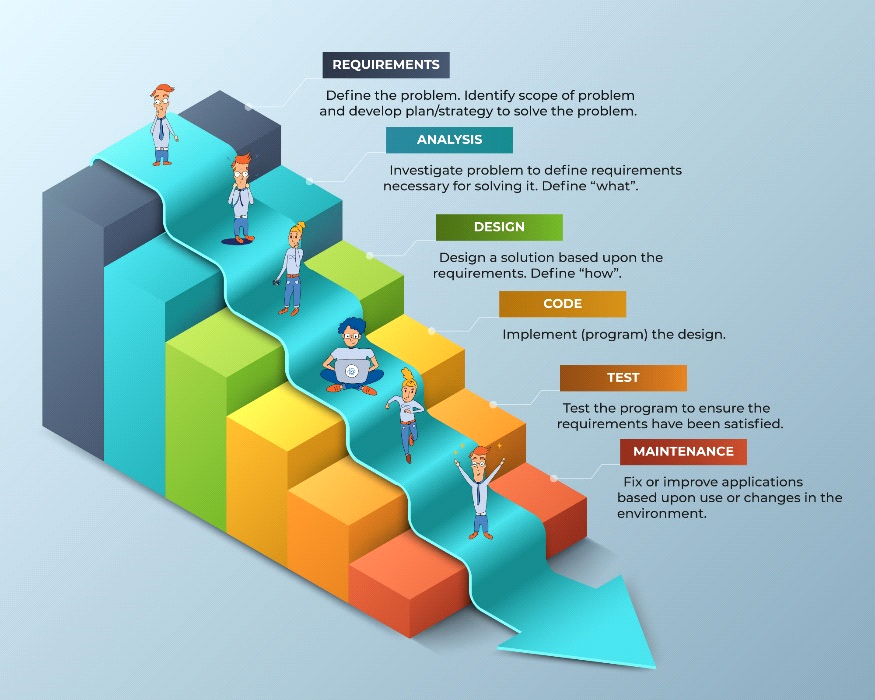 REQUIREMENTS
Define the problem. Identify scope of problem
and develop plan/strategy to solve the problem.
ANALYSIS
Investigate problem to define requirements
necessary for solving it. Define “what”.
DESIGN
Design a solution based upon the
requirements. Define “how”.
CODE
Implement (program) the design.
TEST
Test the program to ensure the
requirements have been satisfied.
MAINTENANCE
Fix or improve applications
based upon use or changes in the
environment.